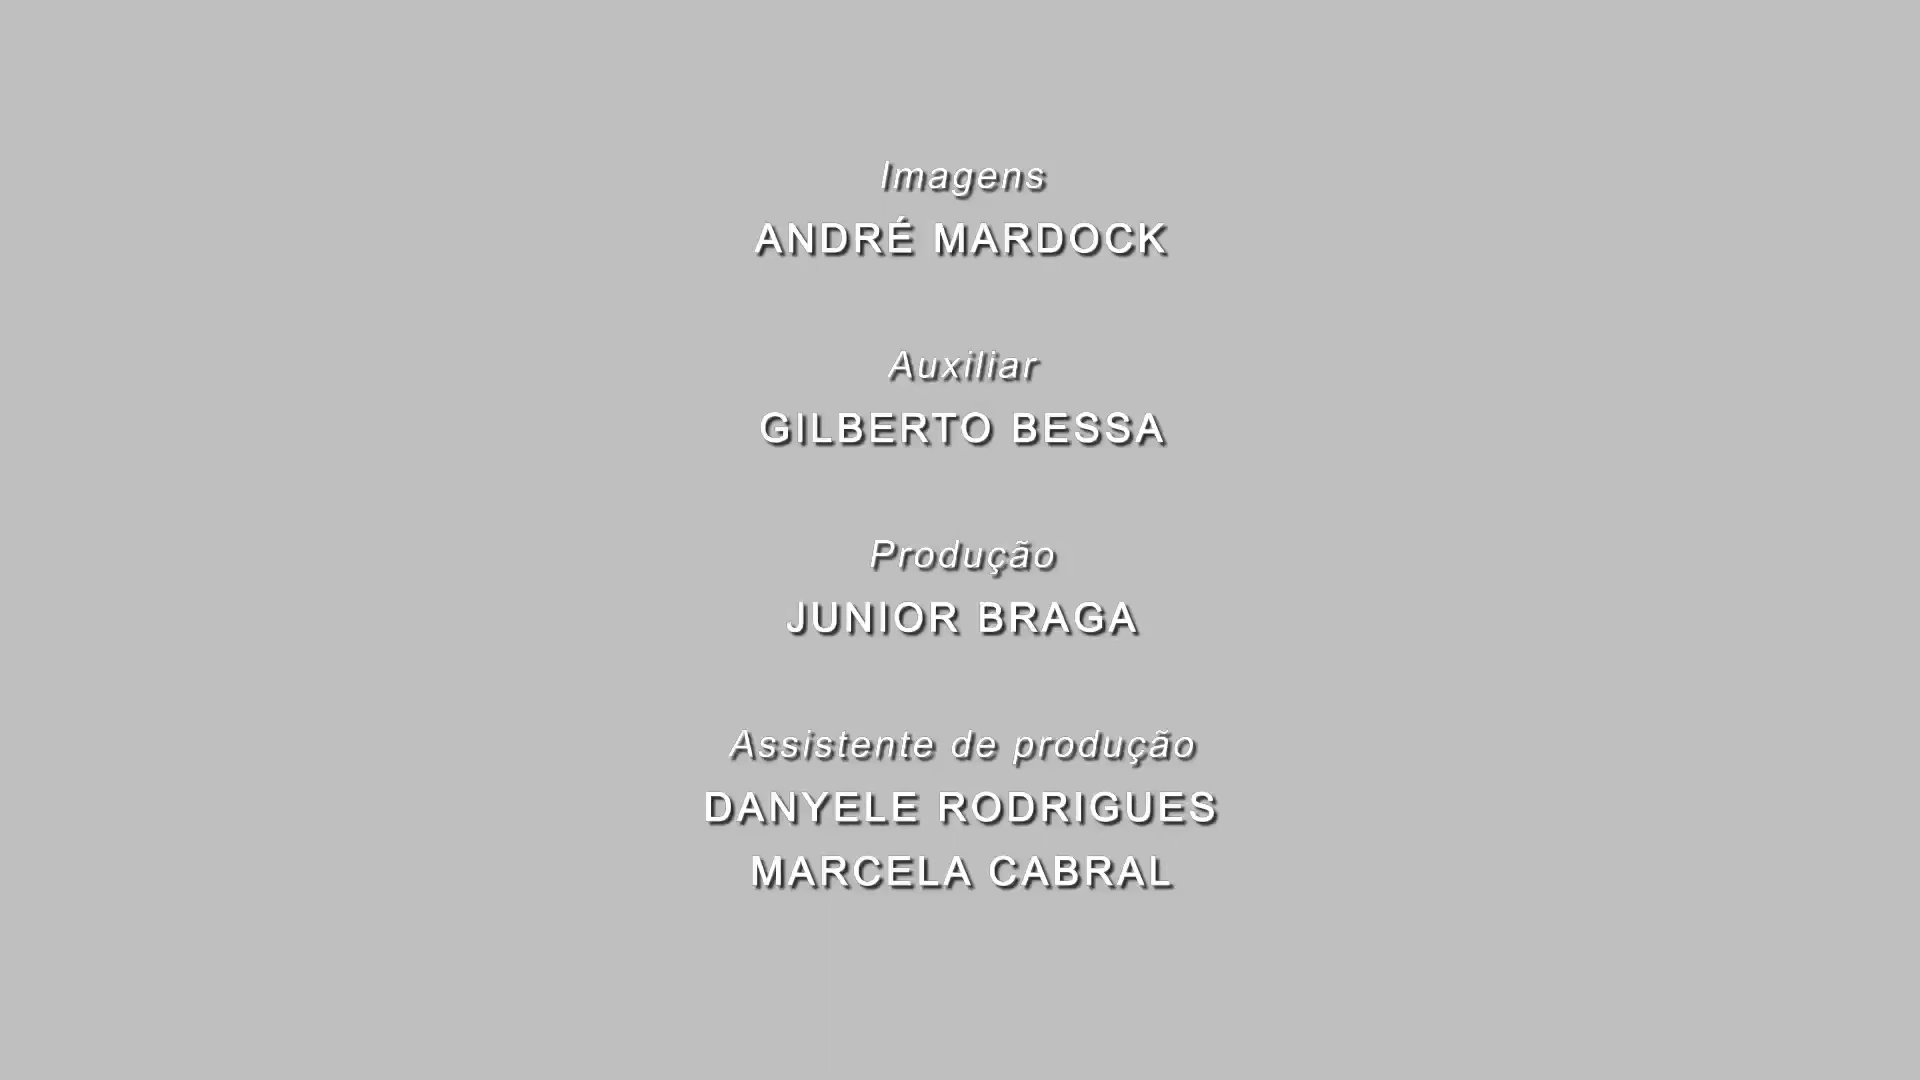 Imagens
ANDRÉ MARDOCK
Auxiliar
GILBERTO BESSA
Produção
JUNIOR BRAGA
Assistente de produção
DANYELE RODRIGUES
MARCELA CABRAL